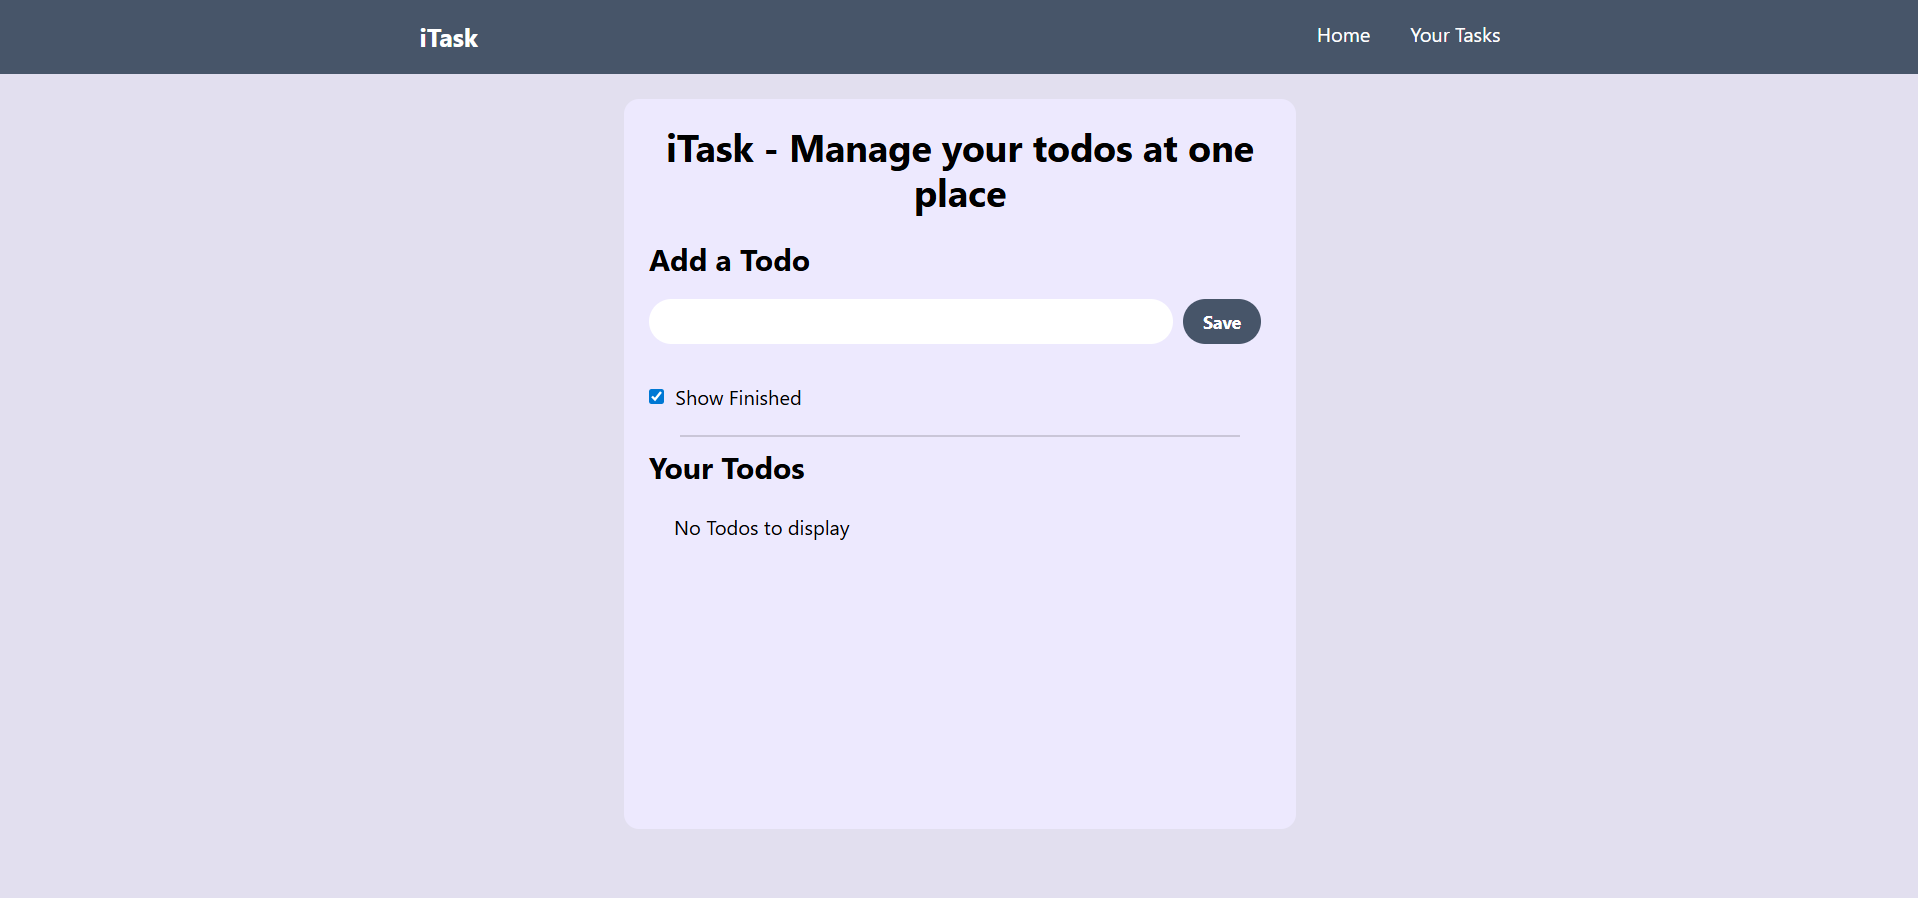 iTask
Home
Your Tasks
iTask - Manage your todos at one
place
Add a Todo
Save
Show Finished
Your Todos
No Todos to display